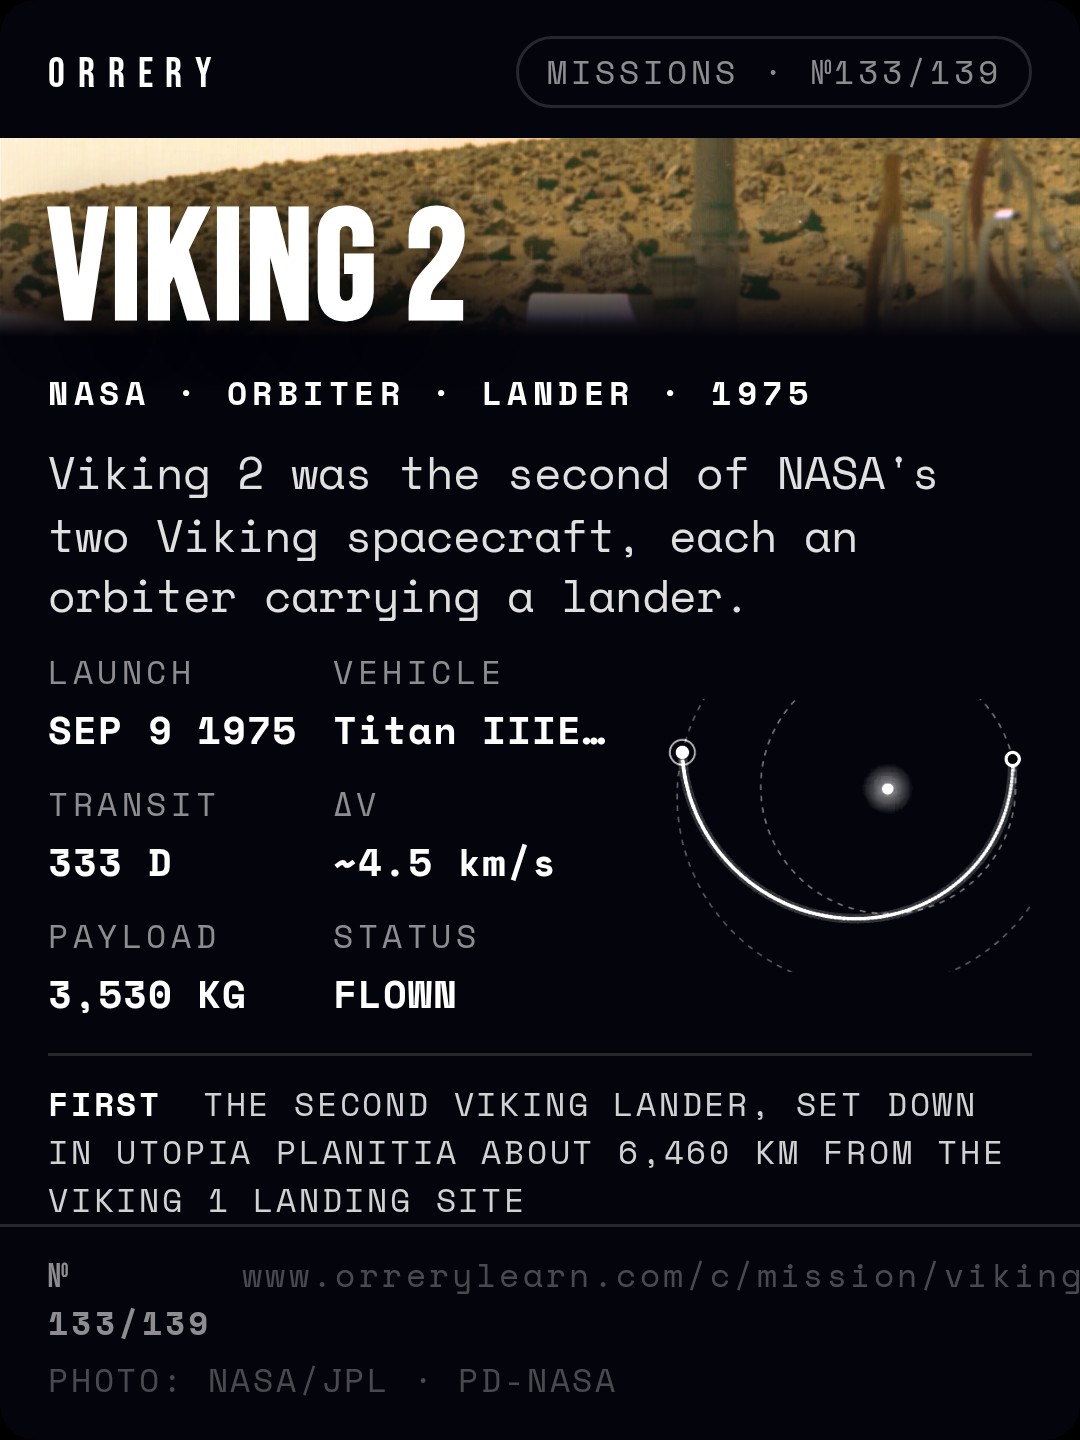 ORRERY
MISSIONS · №133/139
VIKING 2
NASA · ORBITER · LANDER · 1975
Viking 2 was the second of NASA's
two Viking spacecraft, each an
orbiter carrying a lander.
LAUNCH VEHICLE
SEP 9 1975 Titan IIIE…
TRANSIT ΔV
333 D ~4.5 km/s
PAYLOAD STATUS
3,530 KG FLOWN
FIRST THE SECOND VIKING LANDER, SET DOWN
IN UTOPIA PLANITIA ABOUT 6,460 KM FROM THE
VIKING 1 LANDING SITE
№ www.orrerylearn.com/c/mission/viking
133/139
PHOTO: NASA/JPL · PD-NASA